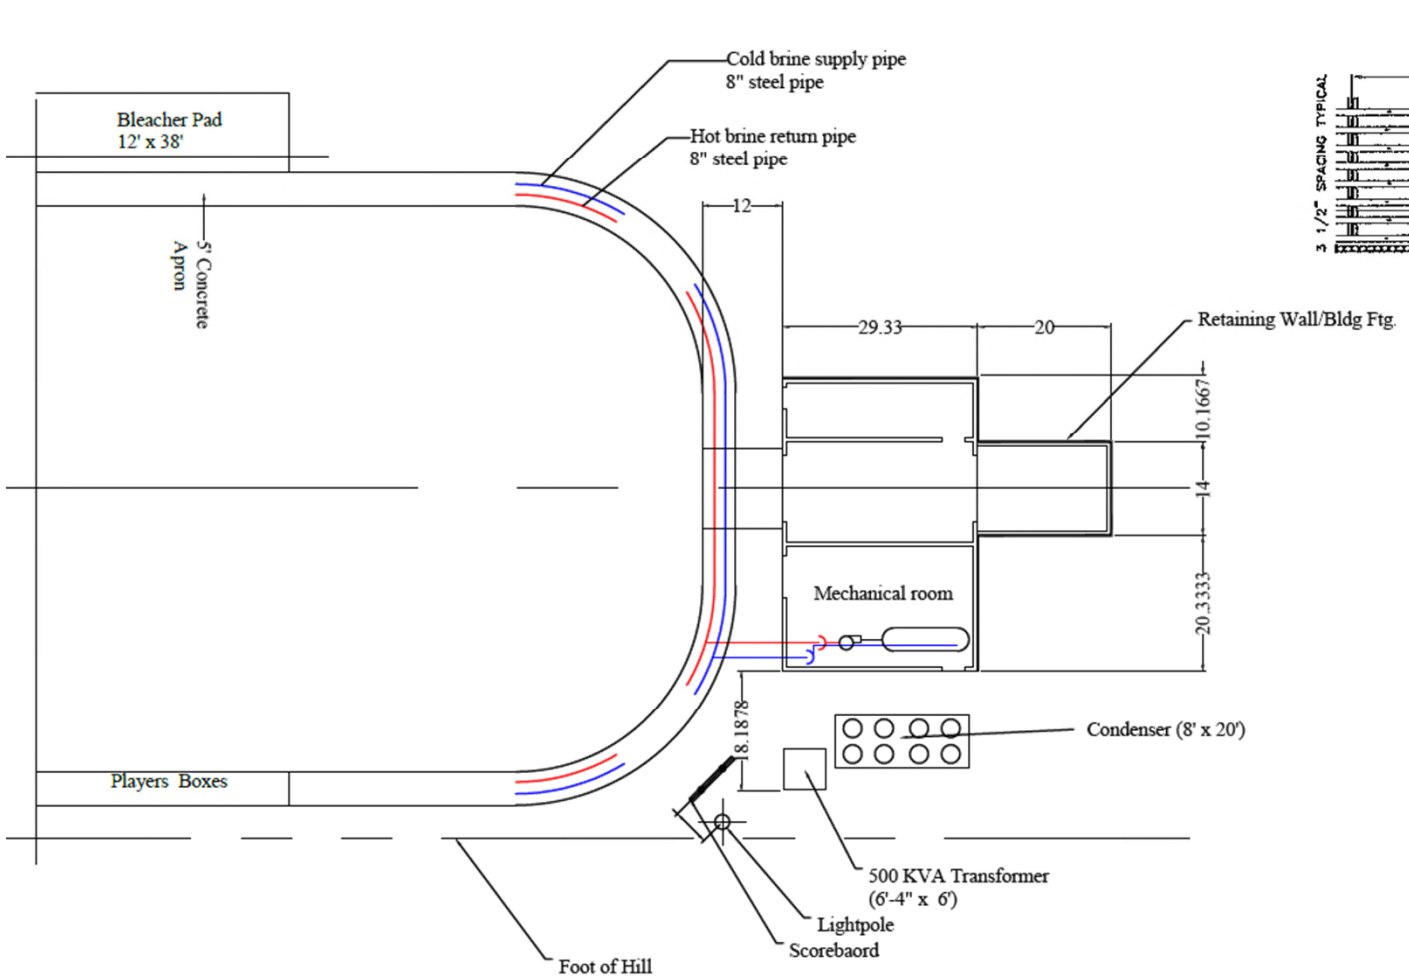 Cold brine supply pipe
8" steel pipe
Bleacher Pad
12' x 38'
Hot brine return pipe
8" steel pipe
3 1/2" SPACING TYPICAL
12
5' Concrete
Apron
29.33
20
Retaining Wall/Bldg Ftg.
10.1667
14
Mechanical room
20.3333
18.1878
Condenser (8' x 20')
Players Boxes
500 KVA Transformer
(6'-4" x 6')
Lightpole
Scorebaord
Foot of Hill